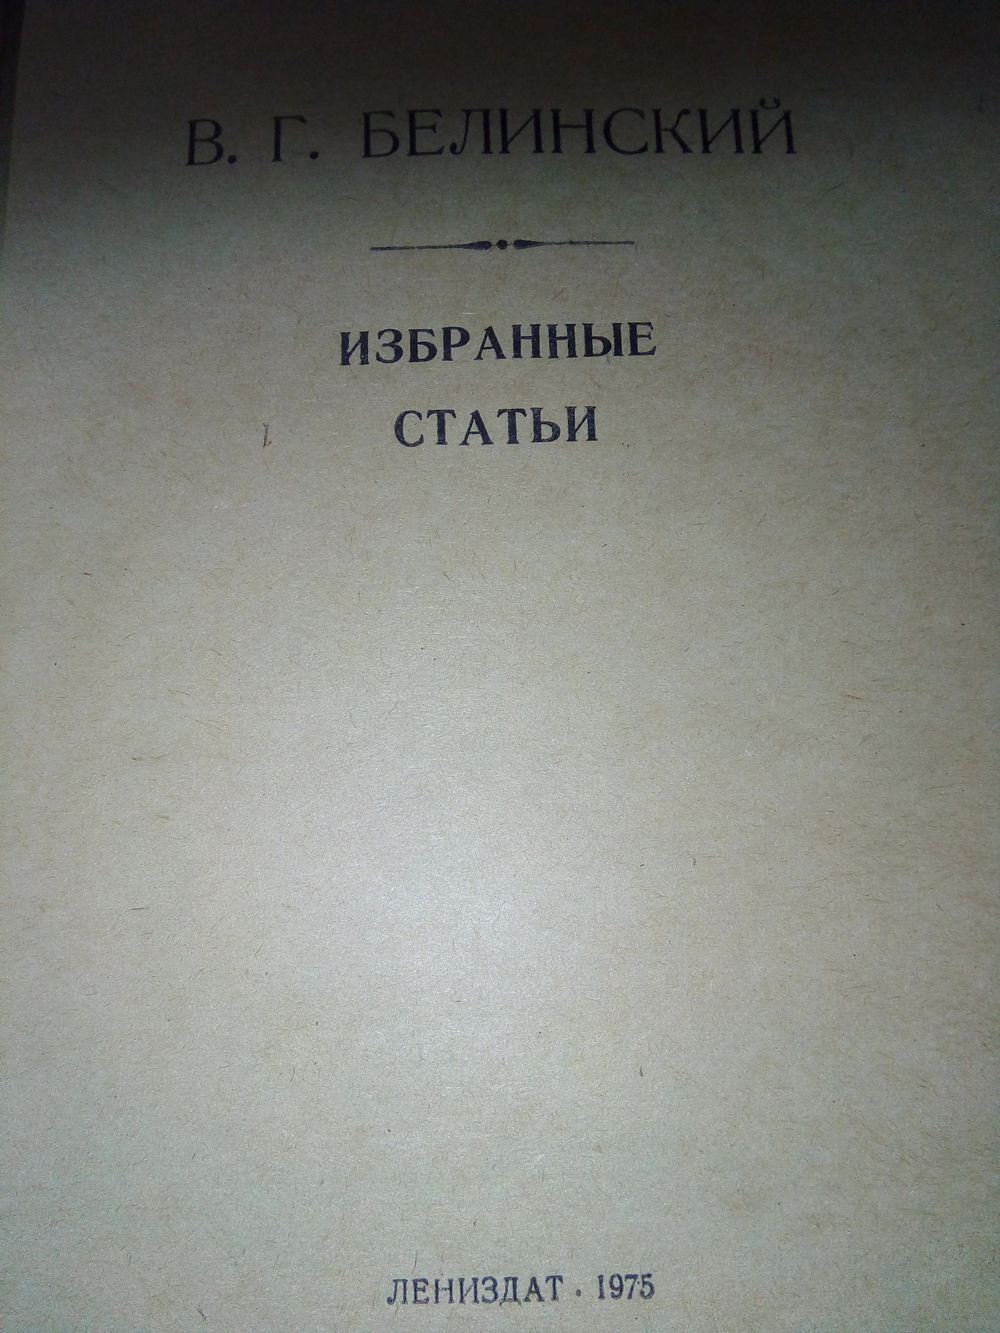 В. Г. БЕЛИНСКИЙ
ИЗБРАННЫЕ
СТАТЬИ
ЛЕНИЗДАТ · 1975